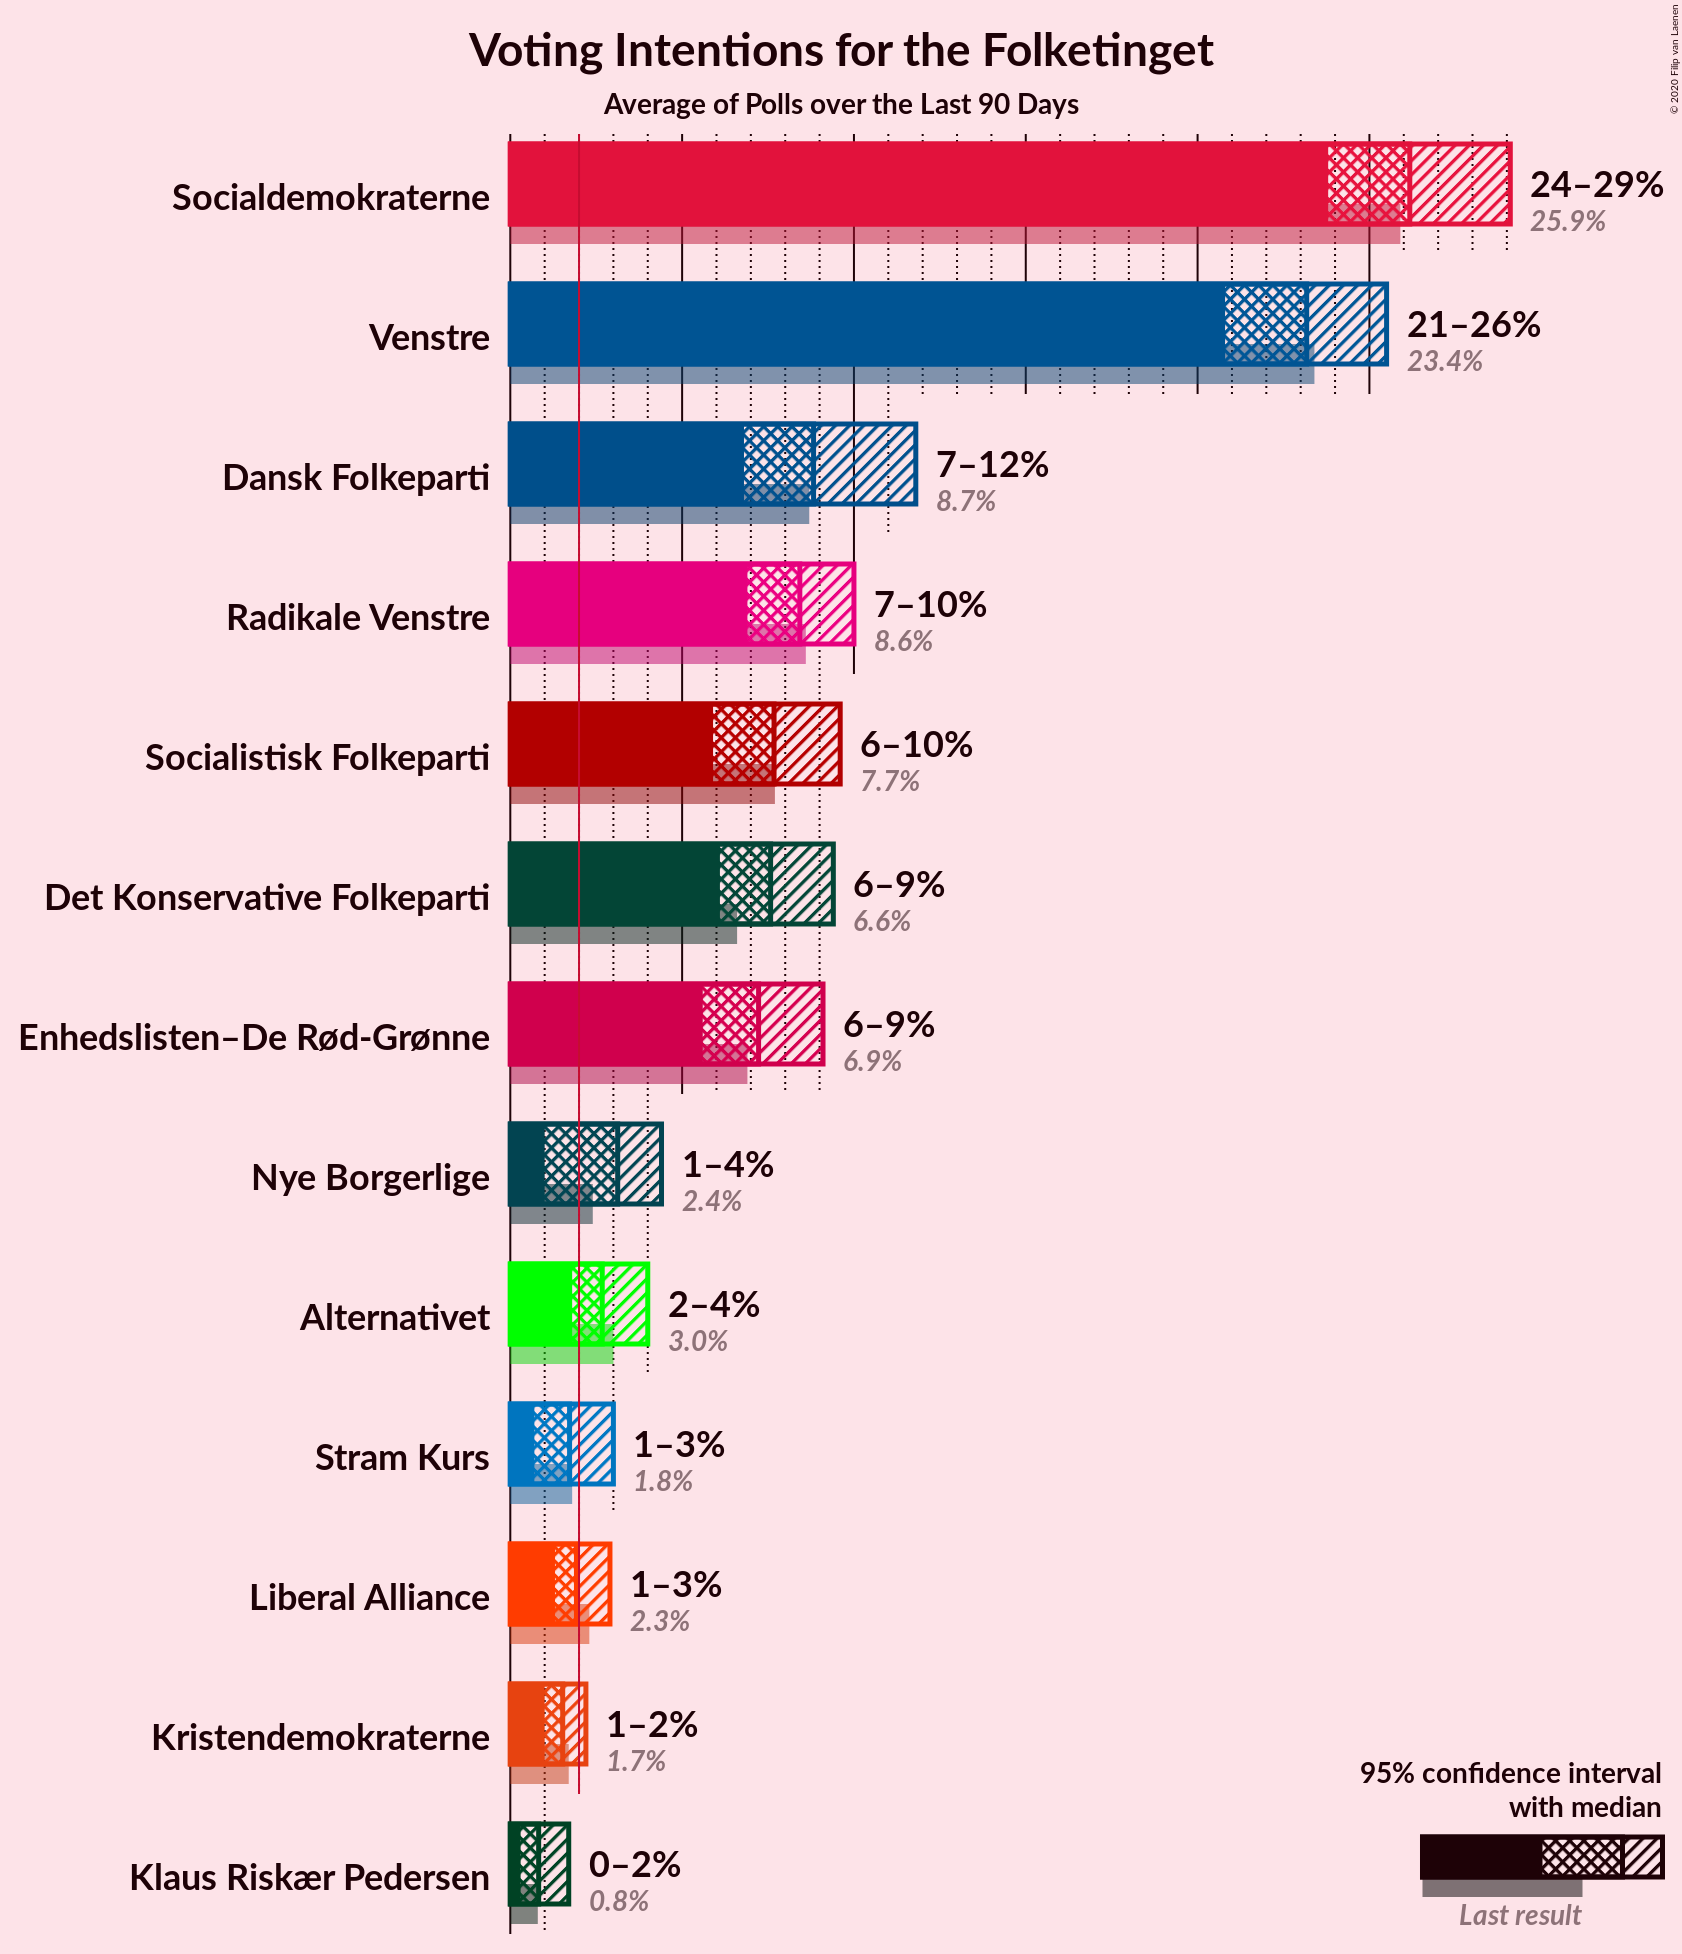 Voting Intentions for the Folketinget
Average of Polls over the Last 90 Days
© 2020 Filip van Laenen
Socialdemokraterne
24–29%
25.9%
Venstre
21–26%
23.4%
Dansk Folkeparti
7–12%
8.7%
Radikale Venstre
7–10%
8.6%
Socialistisk Folkeparti
6–10%
7.7%
Det Konservative Folkeparti
6–9%
6.6%
Enhedslisten–De Rød-Grønne
6–9%
6.9%
Nye Borgerlige
1–4%
2.4%
Alternativet
2–4%
3.0%
Stram Kurs
1–3%
1.8%
Liberal Alliance
1–3%
2.3%
Kristendemokraterne
1–2%
1.7%
Klaus Riskær Pedersen
0–2%
0.8%
95% confidence interval
with median
Last result